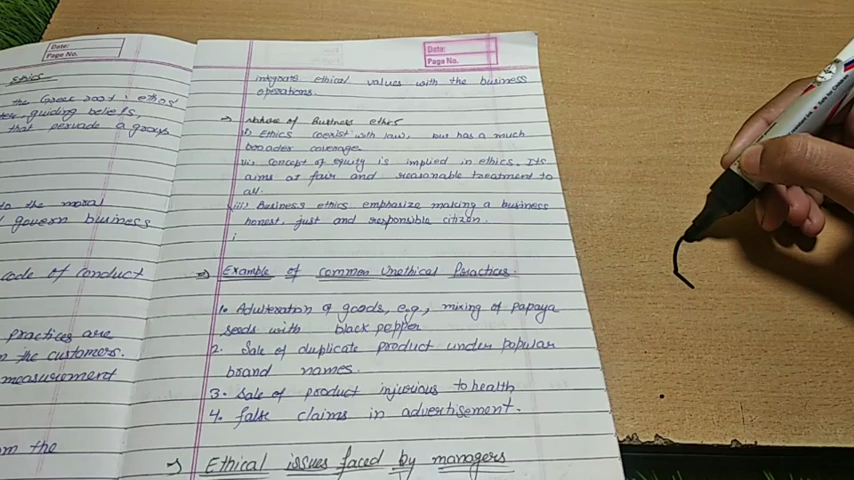 Date:
Page No.
Ethics
the Greek root : ethos
guiding beliefs,
that pervade a groups
to the moral
govern business
code of conduct
Practices are
the customers.
measurement
om the
Date:
Page No.
integrate ethical values with the business
operations.
→ Nature of Business ethics
i) Ethics coexist with law, but has a much
broader coverage
ii) Concept of equity is implied in ethics. Its
aims at fair and reasonable treatment to
all.
iii) Business ethics emphasize making a business
honest, just and responsible citizen.
→ Example of common Unethical Practices.
1. Adulteration of goods, e.g., mixing of Papaya
seeds with black pepper
2. Sale of duplicate product under popular
brand names.
3. Sale of product injurious to health
4. false claims in advertisement.
→ Ethical issues faced by managers